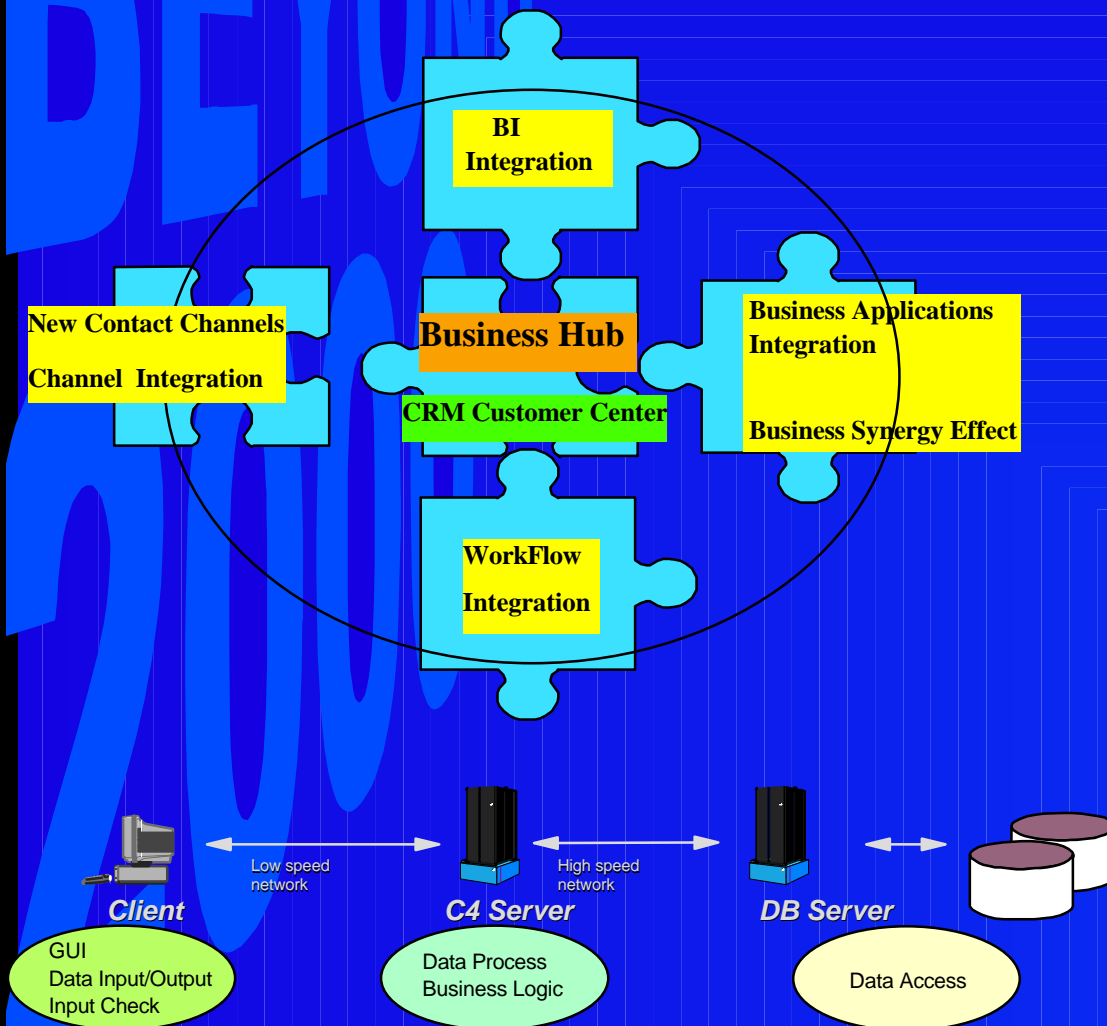 BEYOND
2000
BI
Integration
New Contact Channels
Channel  Integration
Business Hub
CRM Customer Center
Business Applications
Integration
Business Synergy Effect
WorkFlow
Integration
Low speed
network
High speed
network
Client
C4 Server
DB Server
GUI
Data Input/Output
Input Check
Data Process
Business Logic
Data Access